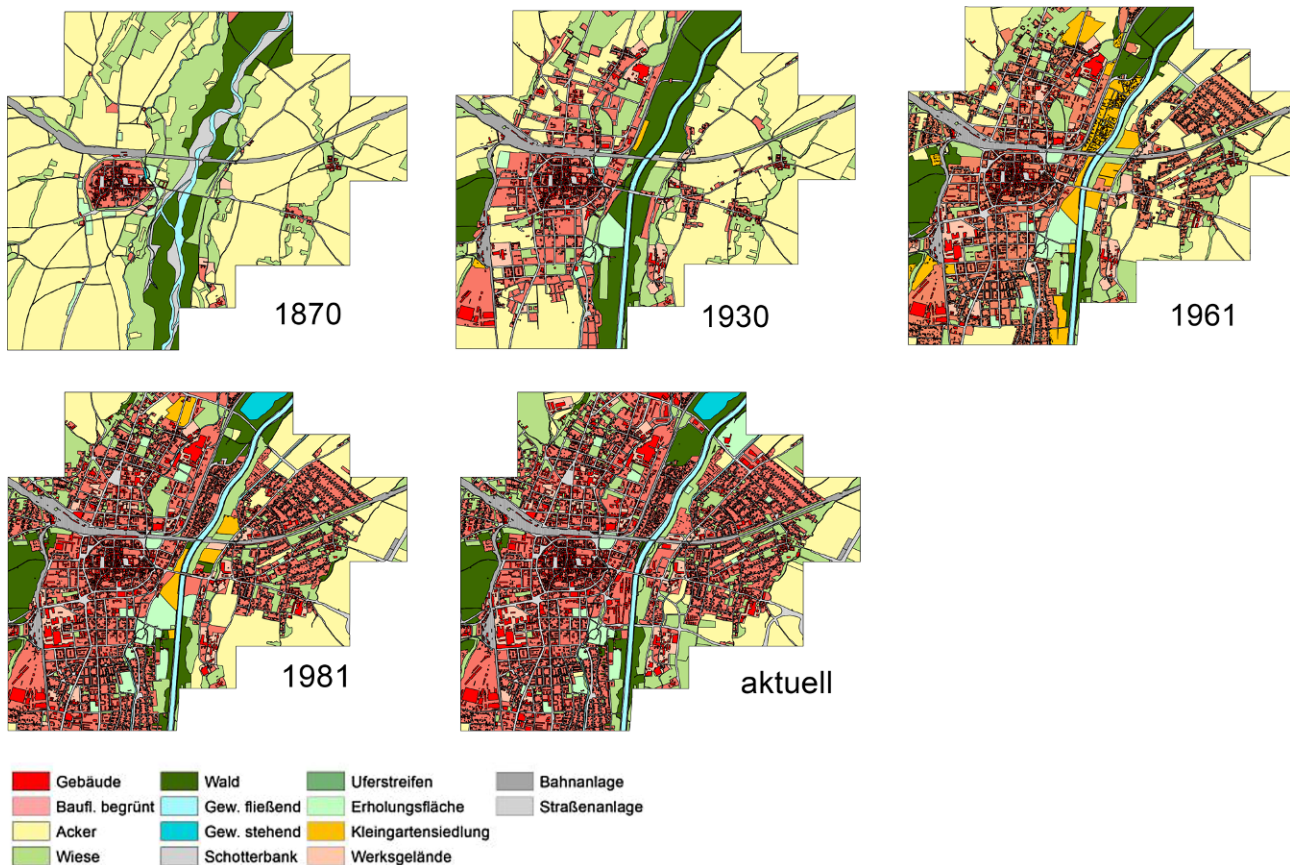 1870
1930
1961
1981
aktuell
Gebäude
Baufl. begrünt
Acker
Wiese
Wald
Gew. fließend
Gew. stehend
Schotterbank
Uferstreifen
Erholungsfläche
Kleingartensiedlung
Werksgelände
Bahnanlage
Straßenanlage